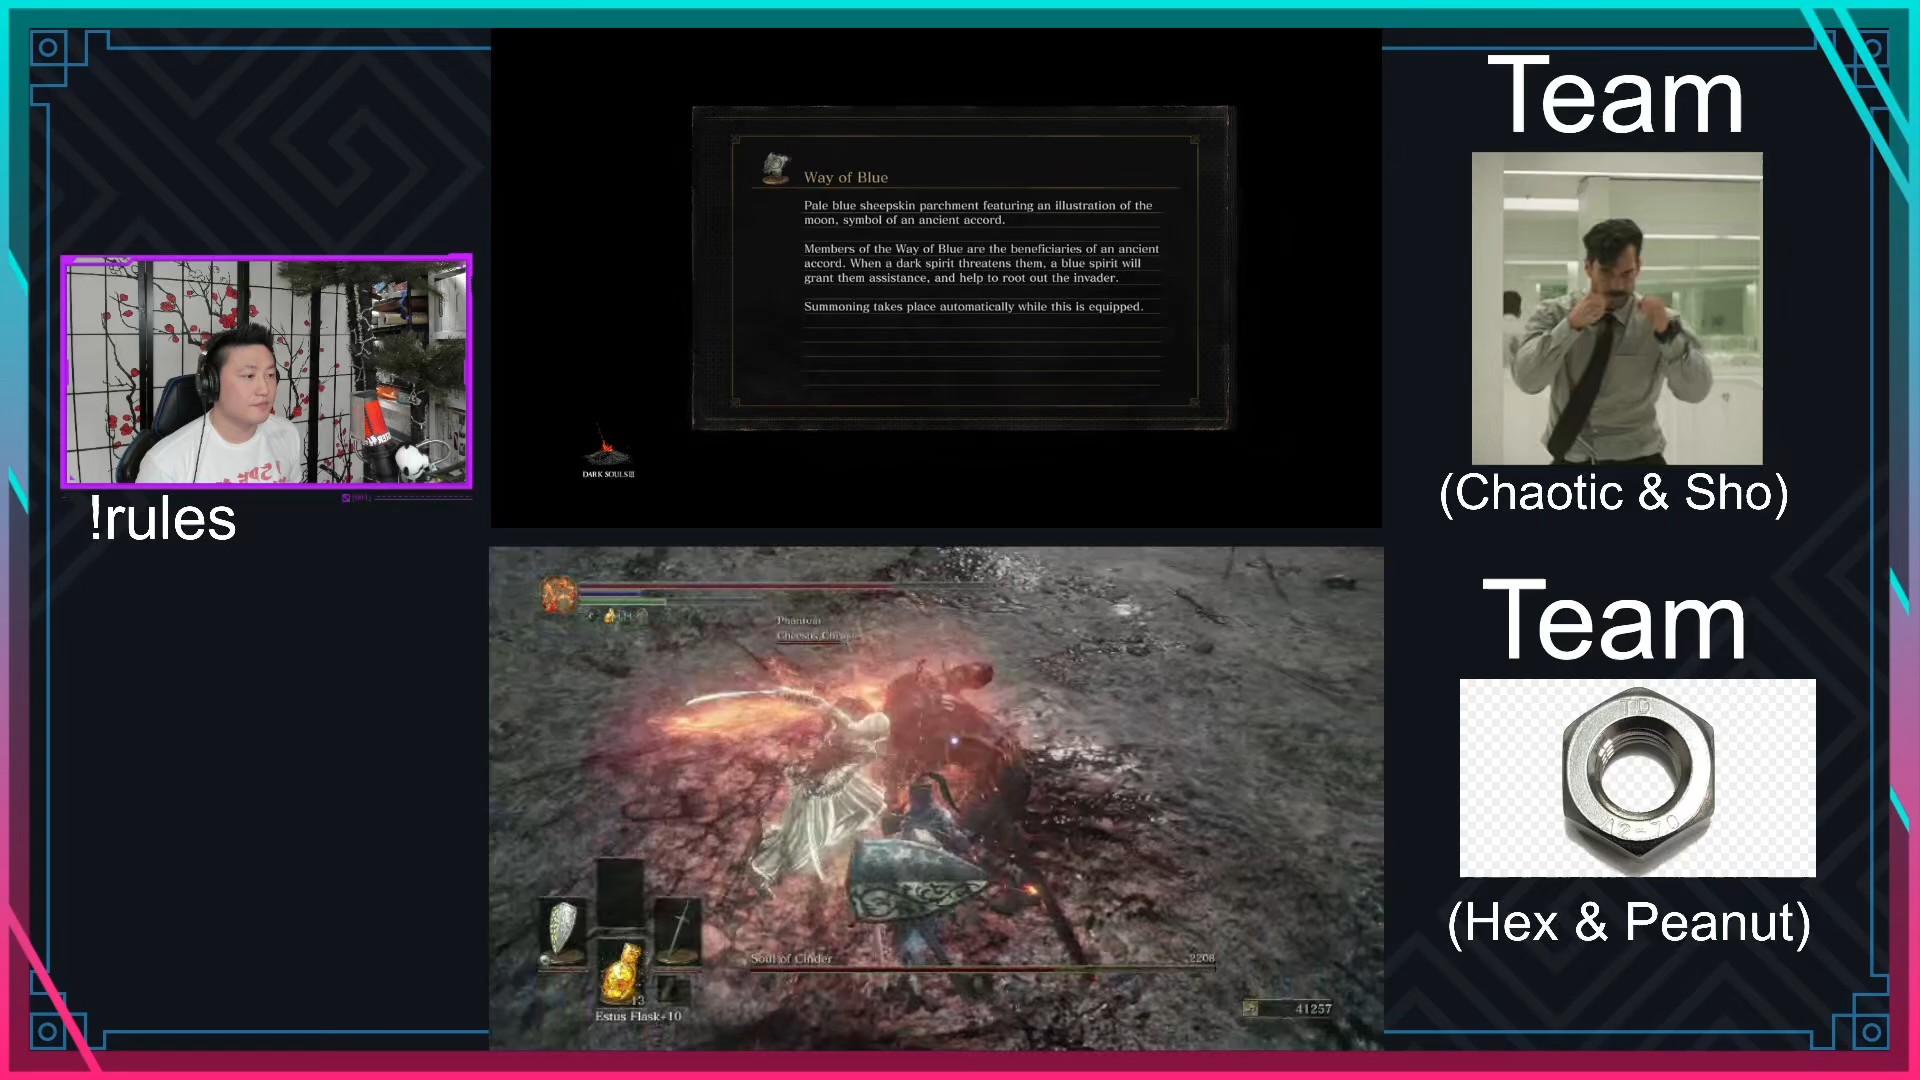 Way of Blue
Pale blue sheepskin parchment featuring an illustration of the
moon, symbol of an ancient accord.
Members of the Way of Blue are the beneficiaries of an ancient
accord. When a dark spirit threatens them, a blue spirit will
grant them assistance, and help to root out the invader.
Summoning takes place automatically while this is equipped.
DARK SOULS III
!rules
Team
(Chaotic & Sho)
Team
TD
12-70
(Hex & Peanut)
Phantom
Soul of Cinder
2208
13
Estus Flask+10
41257